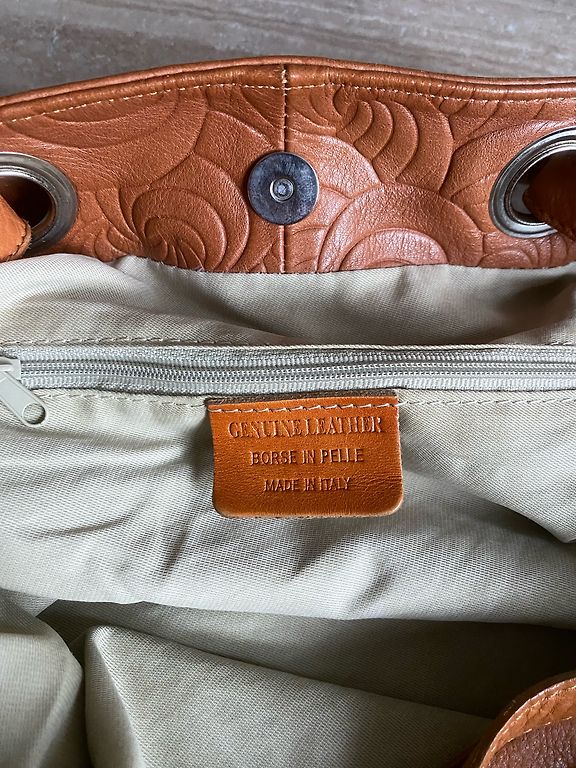 GENUINE LEATHER
BORSE IN PELLE
MADE IN ITALY